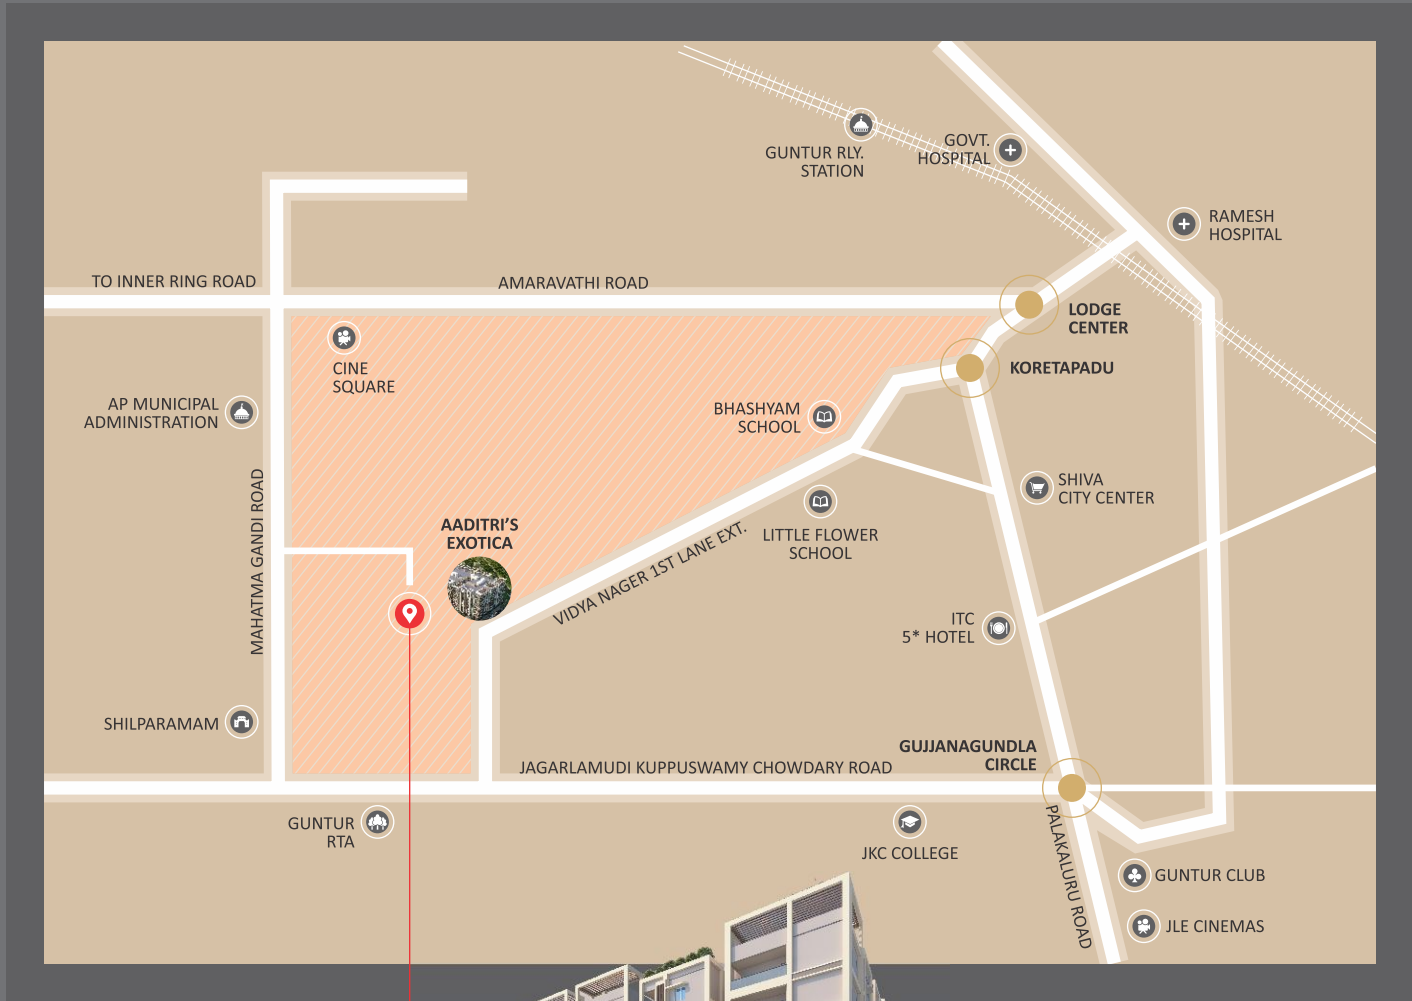 GUNTUR RLY.
STATION
GOVT.
HOSPITAL
RAMESH
HOSPITAL
TO INNER RING ROAD
AMARAVATHI ROAD
LODGE
CENTER
KORETAPADU
CINE
SQUARE
AP MUNICIPAL
ADMINISTRATION
BHASHYAM
SCHOOL
MAHATMA GANDI ROAD
SHIVA
CITY CENTER
AADITRI’S
EXOTICA
LITTLE FLOWER
SCHOOL
VIDYA NAGER 1ST LANE EXT.
ITC
5* HOTEL
SHILPARAMAM
GUJJANAGUNDLA
CIRCLE
JAGARLAMUDI KUPPUSWAMY CHOWDARY ROAD
GUNTUR
RTA
JKC COLLEGE
PALAKALURU ROAD
GUNTUR CLUB
JLE CINEMAS